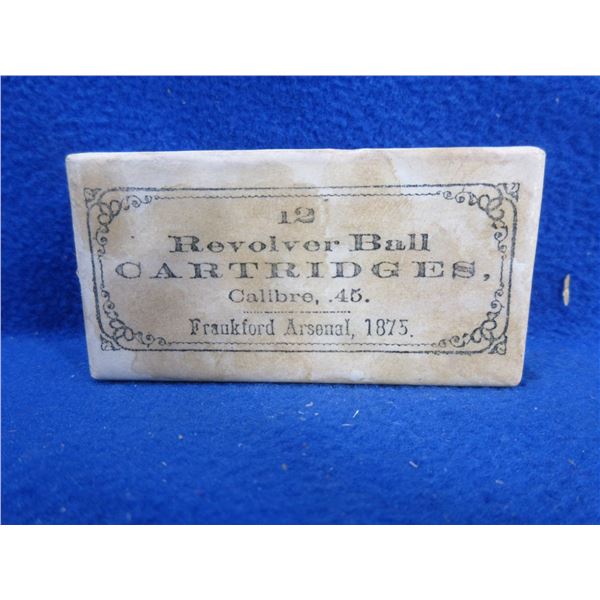 12
Revolver Ball
CARTRIDGES,
Calibre, .45.
Frankford Arsenal, 1875.